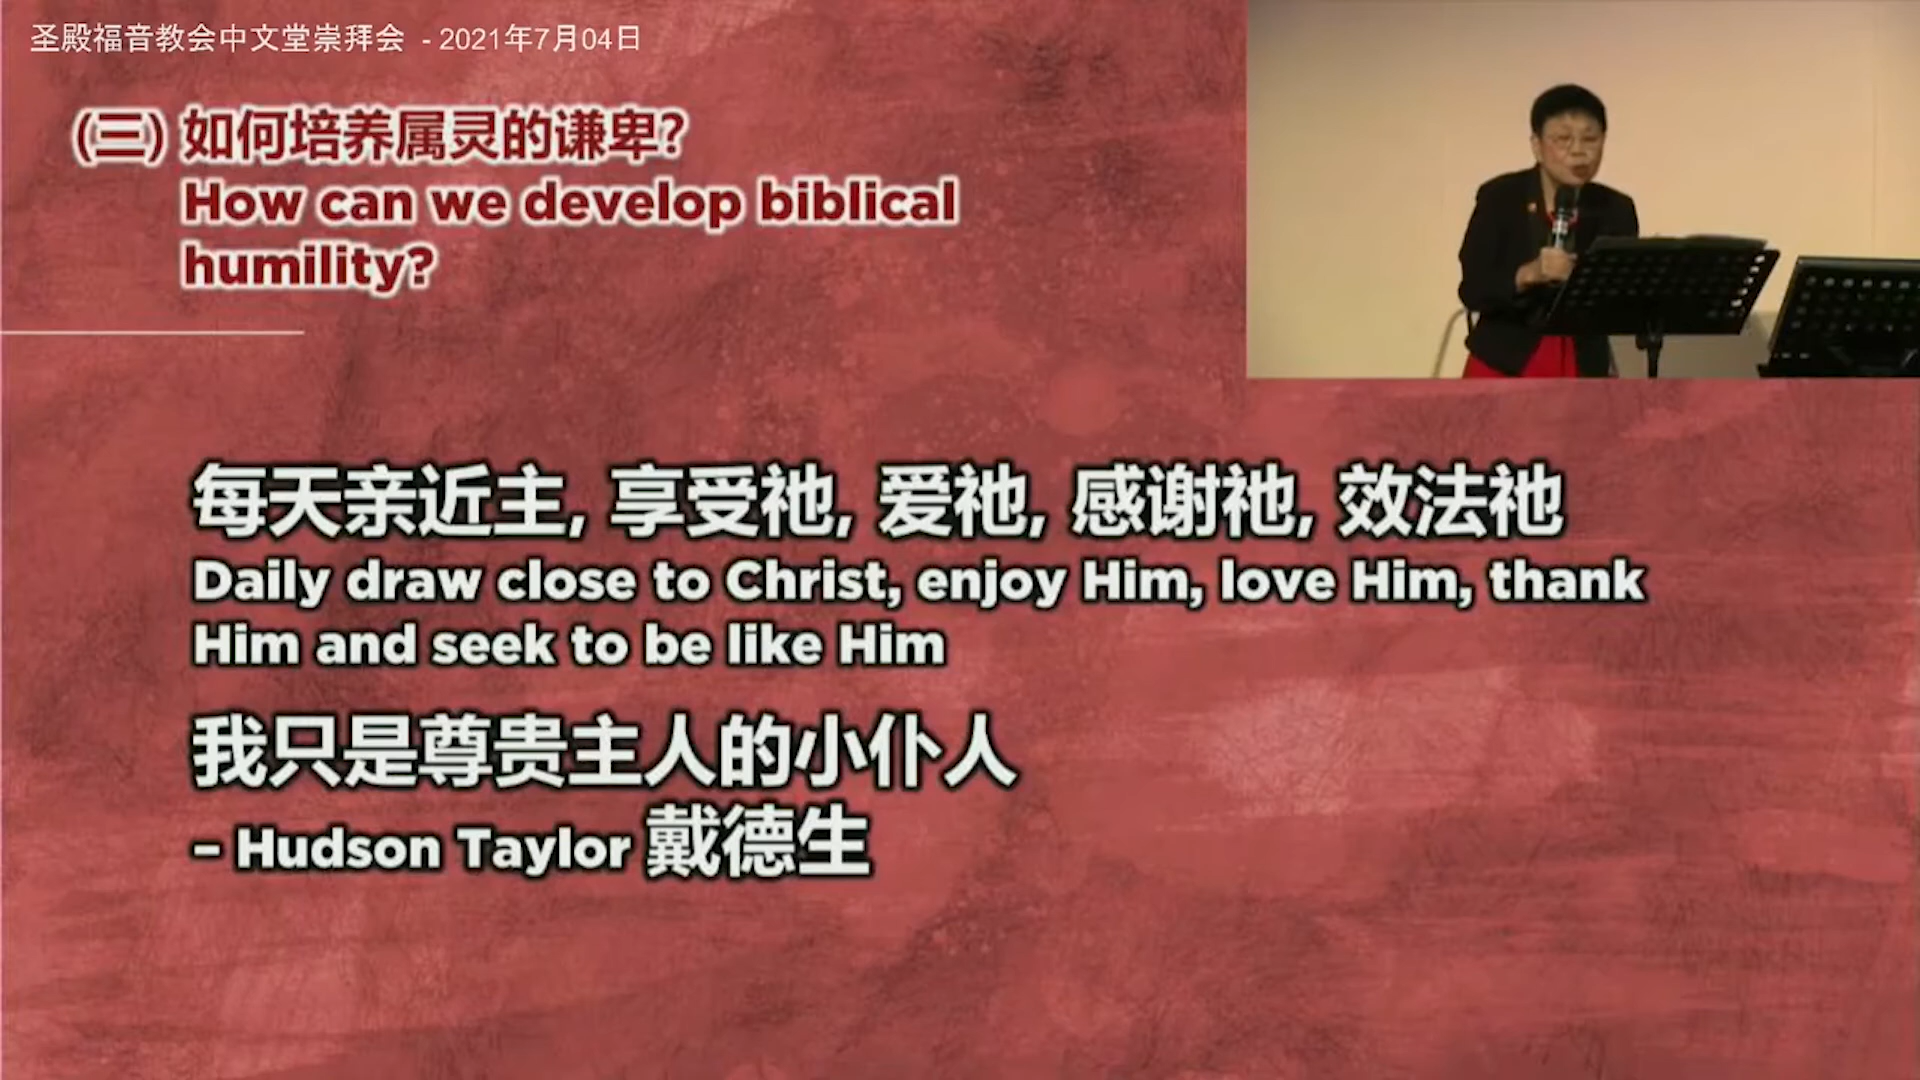 圣殿福音教会中文堂崇拜会 - 2021年7月04日
(三) 如何培养属灵的谦卑?
How can we develop biblical
humility?
每天亲近主, 享受祂, 爱祂, 感谢祂, 效法祂
Daily draw close to Christ, enjoy Him, love Him, thank
Him and seek to be like Him
我只是尊贵主人的小仆人
– Hudson Taylor 戴德生